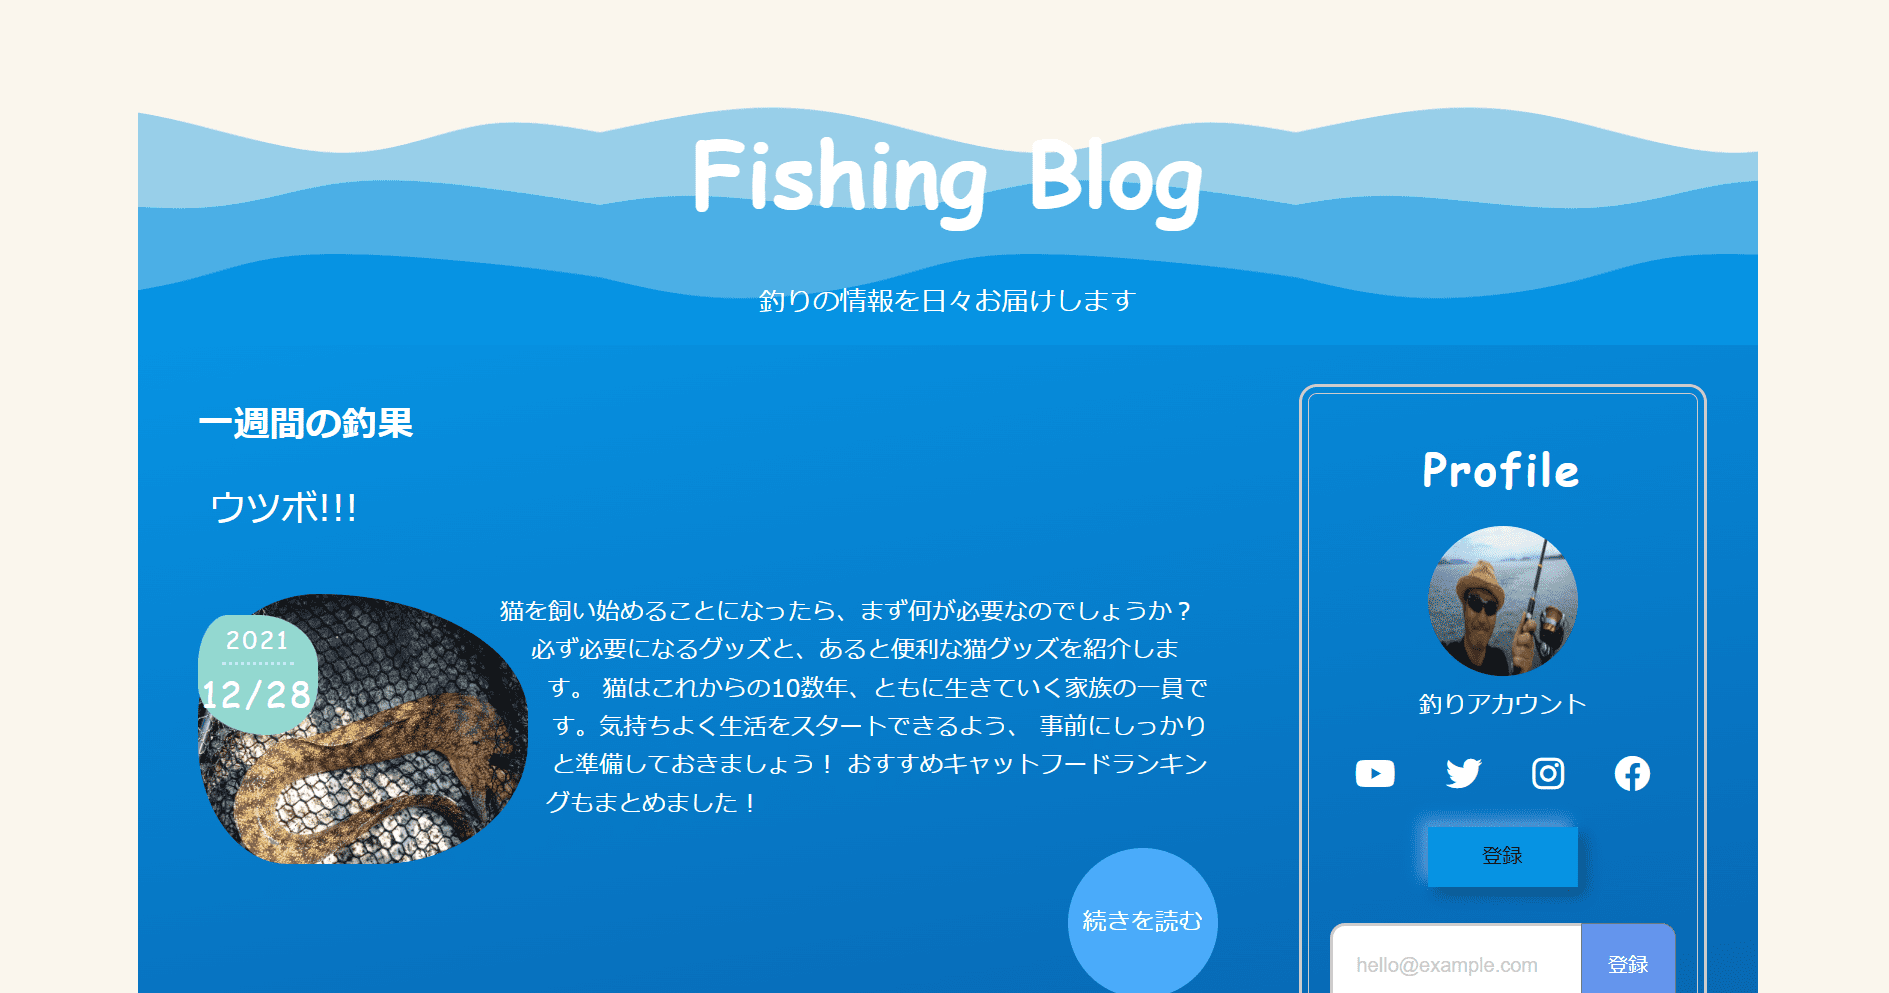 Fishing Blog
釣りの情報を日々お届けします
一週間の釣果
ウツボ!!!
2021
12/28
猫を飼い始めることになったら、まず何が必要なのでしょうか？
必ず必要になるグッズと、あると便利な猫グッズを紹介しま
す。 猫はこれからの10数年、ともに生きていく家族の一員で
す。気持ちよく生活をスタートできるよう、 事前にしっかり
と準備しておきましょう！ おすすめキャットフードランキン
グもまとめました！
続きを読む
Profile
釣りアカウント
登録
hello@example.com
登録